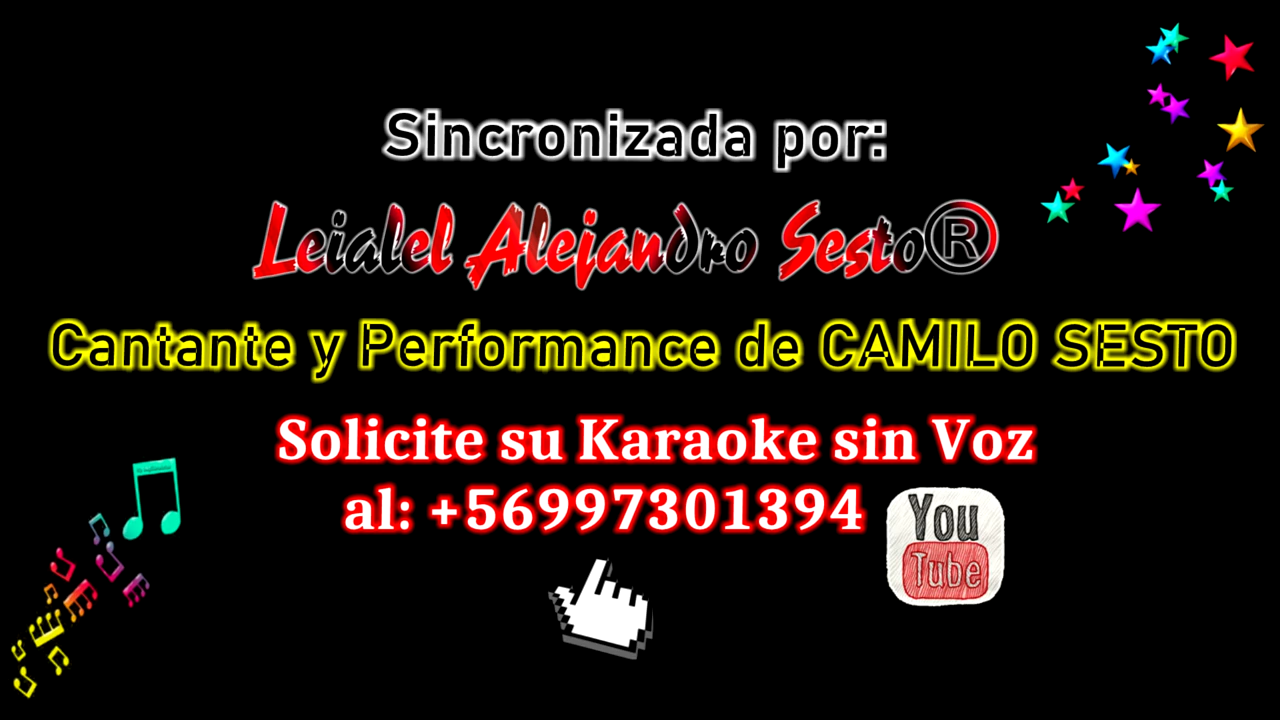 Sincronizada por:
Leialel Alejandro Sesto®
Cantante y Performance de CAMILO SESTO
Solicite su Karaoke sin Voz
al: +56997301394
You
Tube